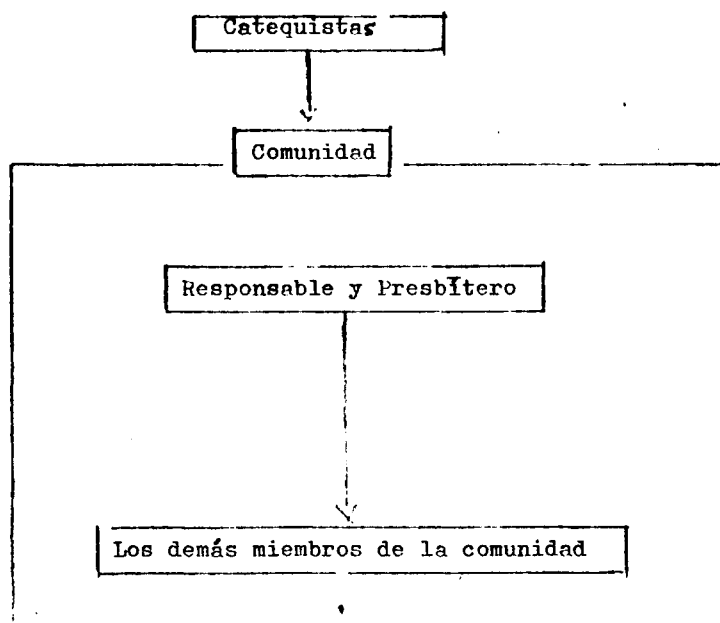 Catequistas
Comunidad
Responsable y Presbítero
Los demás miembros de la comunidad